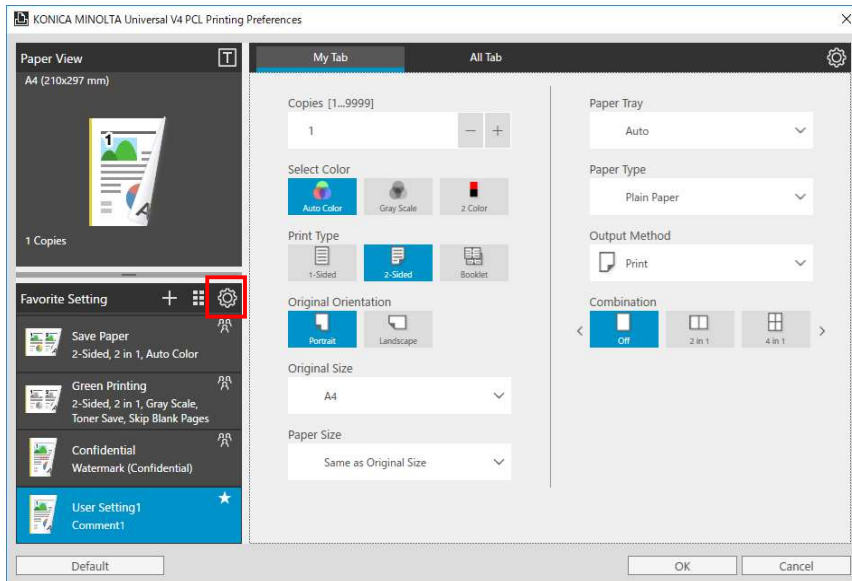 KONICA MINOLTA Universal V4 PCL Printing Preferences
Paper View
T
A4 (210x297 mm)
1
1 Copies
Favorite Setting
Save Paper
2-Sided, 2 in 1, Auto Color
Green Printing
2-Sided, 2 in 1, Gray Scale,
Toner Save, Skip Blank Pages
Confidential
Watermark (Confidential)
User Setting1
Comment1
My Tab
All Tab
Copies [1...9999]
1
Select Color
Auto Color
Gray Scale
2 Color
Print Type
1-Sided
2-Sided
Booklet
Original Orientation
Portrait
Landscape
Original Size
A4
Paper Size
Same as Original Size
Paper Tray
Auto
Paper Type
Plain Paper
Output Method
Print
Combination
Off
2 in 1
4 in 1
Default
OK
Cancel